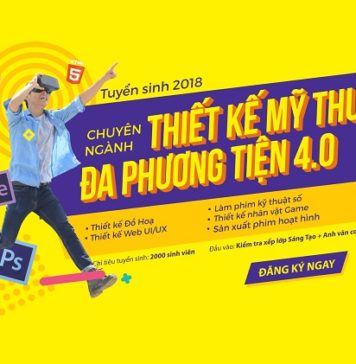 5
Tuyển sinh 2018
CHUYÊN NGÀNH
THIẾT KẾ MỸ THU
ĐA PHƯƠNG TIỆN 4.0
• Thiết kế Đồ Hoạ
• Thiết kế Web UI/UX
• Làm phim kỹ thuật số
• Thiết kế nhân vật Game
• Sản xuất phim hoạt hình
Chỉ tiêu tuyển sinh: 2000 sinh viên
Đầu vào: Kiểm tra xếp lớp Sáng Tạo + Anh văn
ĐĂNG KÝ NGAY
Ps